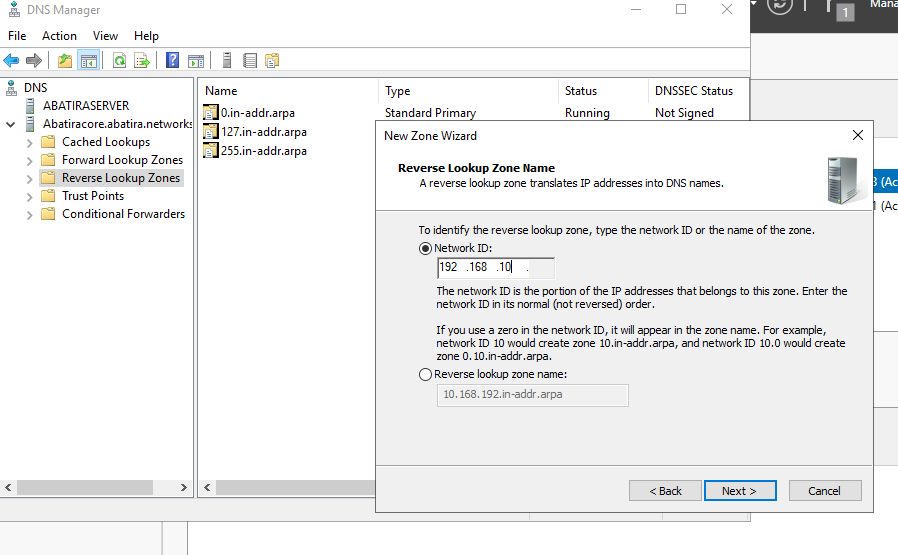 DNS Manager
File Action View Help
DNS
ABATIRASERVER
Abatiracore.abatira.networks
Cached Lookups
Forward Lookup Zones
Reverse Lookup Zones
Trust Points
Conditional Forwarders
Name Type Status DNSSEC Status
0.in-addr.arpa Standard Primary Running Not Signed
127.in-addr.arpa
255.in-addr.arpa
1
Mana
3 (Ac
1 (Ac
New Zone Wizard
Reverse Lookup Zone Name
A reverse lookup zone translates IP addresses into DNS names.
To identify the reverse lookup zone, type the network ID or the name of the zone.
Network ID:
192 .168 .10 .
The network ID is the portion of the IP addresses that belongs to this zone. Enter the
network ID in its normal (not reversed) order.
If you use a zero in the network ID, it will appear in the zone name. For example,
network ID 10 would create zone 10.in-addr.arpa, and network ID 10.0 would create
zone 0.10.in-addr.arpa.
Reverse lookup zone name:
10.168.192.in-addr.arpa
< Back Next > Cancel